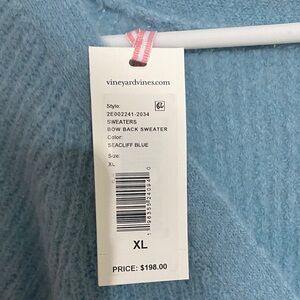 vineyardvines.com
Style:
2E002241-2034
SWEATERS
BOW BACK SWEATER
Color:
SEACLIFF BLUE
Size:
XL
XL
PRICE: $198.00